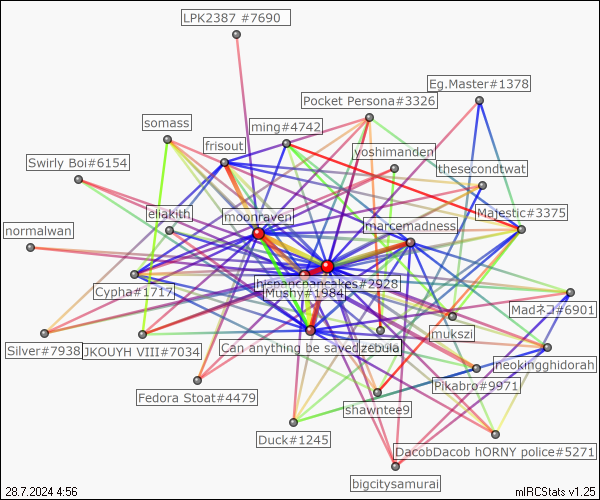 LPK2387 #7690
Eg.Master#1378
Pocket Persona#3326
somass
ming#4742
frisout
yoshimanden
Swirly Boi#6154
thesecondtwat
eliakith
moonraven
Majestic#3375
marcemadness
normalwan
hispancpancakes#2928
Cypha#1717
Mushy#1984
Madネコ#6901
mukszi
Silver#7938
JKOUYH VIII#7034
Can anything be saved
zebula
neokingghidorah
Pikabro#9971
Fedora Stoat#4479
shawntee9
Duck#1245
DacobDacob hORNY police#5271
bigcitysamurai
28.7.2024 4:56
mIRCStats v1.25